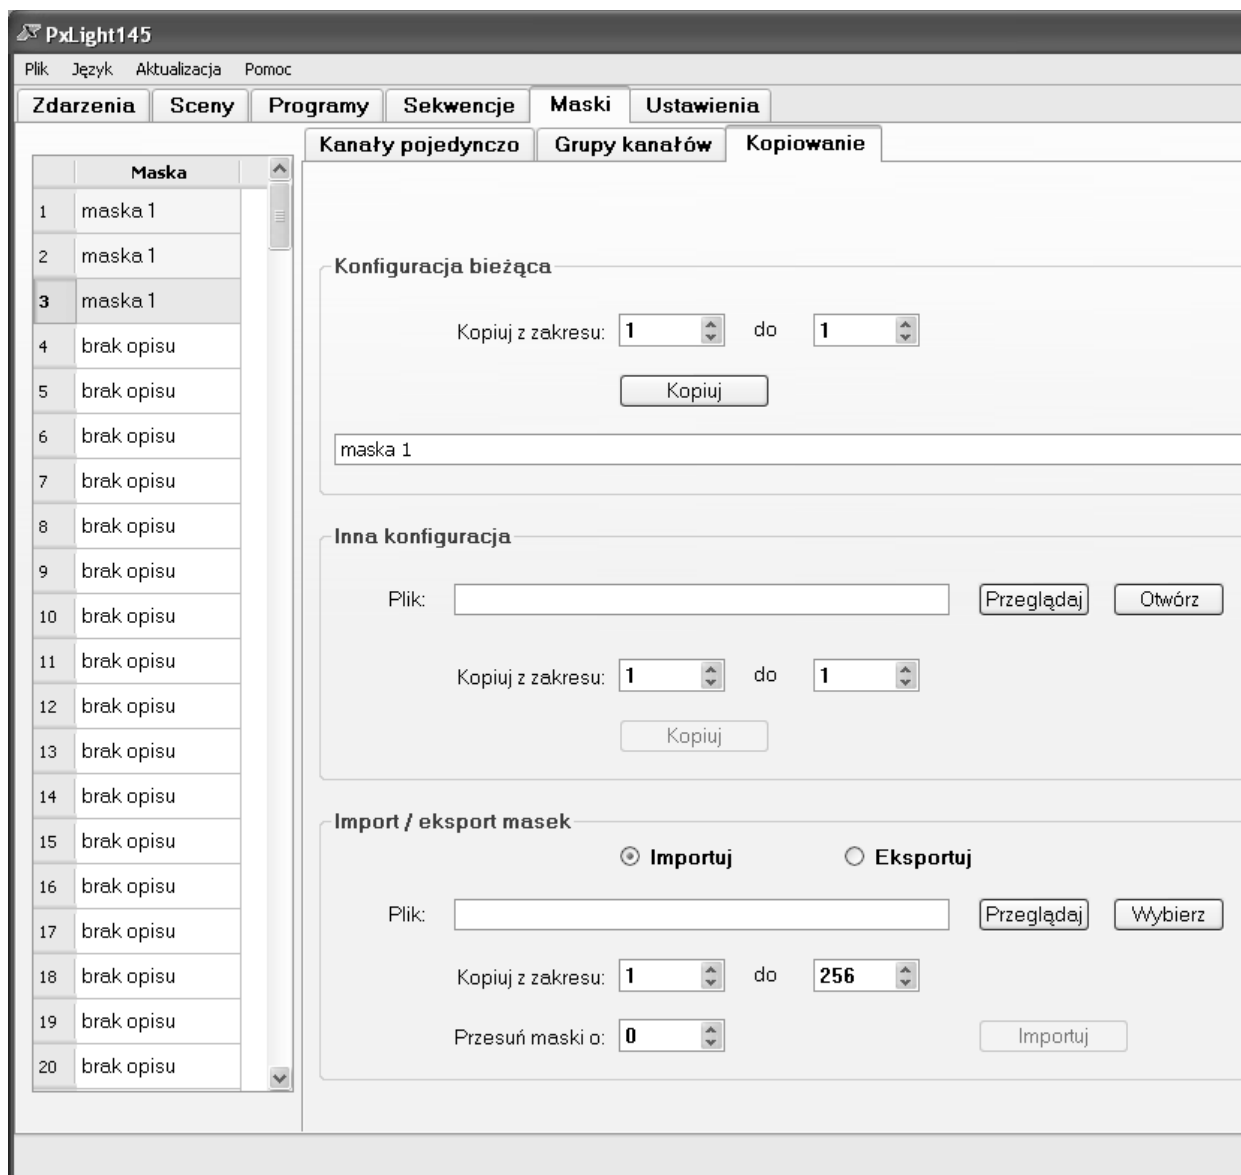 PxLight145
Plik Język Aktualizacja Pomoc
Zdarzenia Sceny Programy Sekwencje Maski Ustawienia
Kanały pojedynczo Grupy kanałów Kopiowanie
Maska
1 maska 1
2 maska 1
3 maska 1
4 brak opisu
5 brak opisu
6 brak opisu
7 brak opisu
8 brak opisu
9 brak opisu
10 brak opisu
11 brak opisu
12 brak opisu
13 brak opisu
14 brak opisu
15 brak opisu
16 brak opisu
17 brak opisu
18 brak opisu
19 brak opisu
20 brak opisu
Konfiguracja bieżąca
Kopiuj z zakresu: 1 do 1
Kopiuj
maska 1
Inna konfiguracja
Plik: Przeglądaj Otwórz
Kopiuj z zakresu: 1 do 1
Kopiuj
Import / eksport masek
Importuj Eksportuj
Plik: Przeglądaj Wybierz
Kopiuj z zakresu: 1 do 256
Przesuń maski o: 0 Importuj